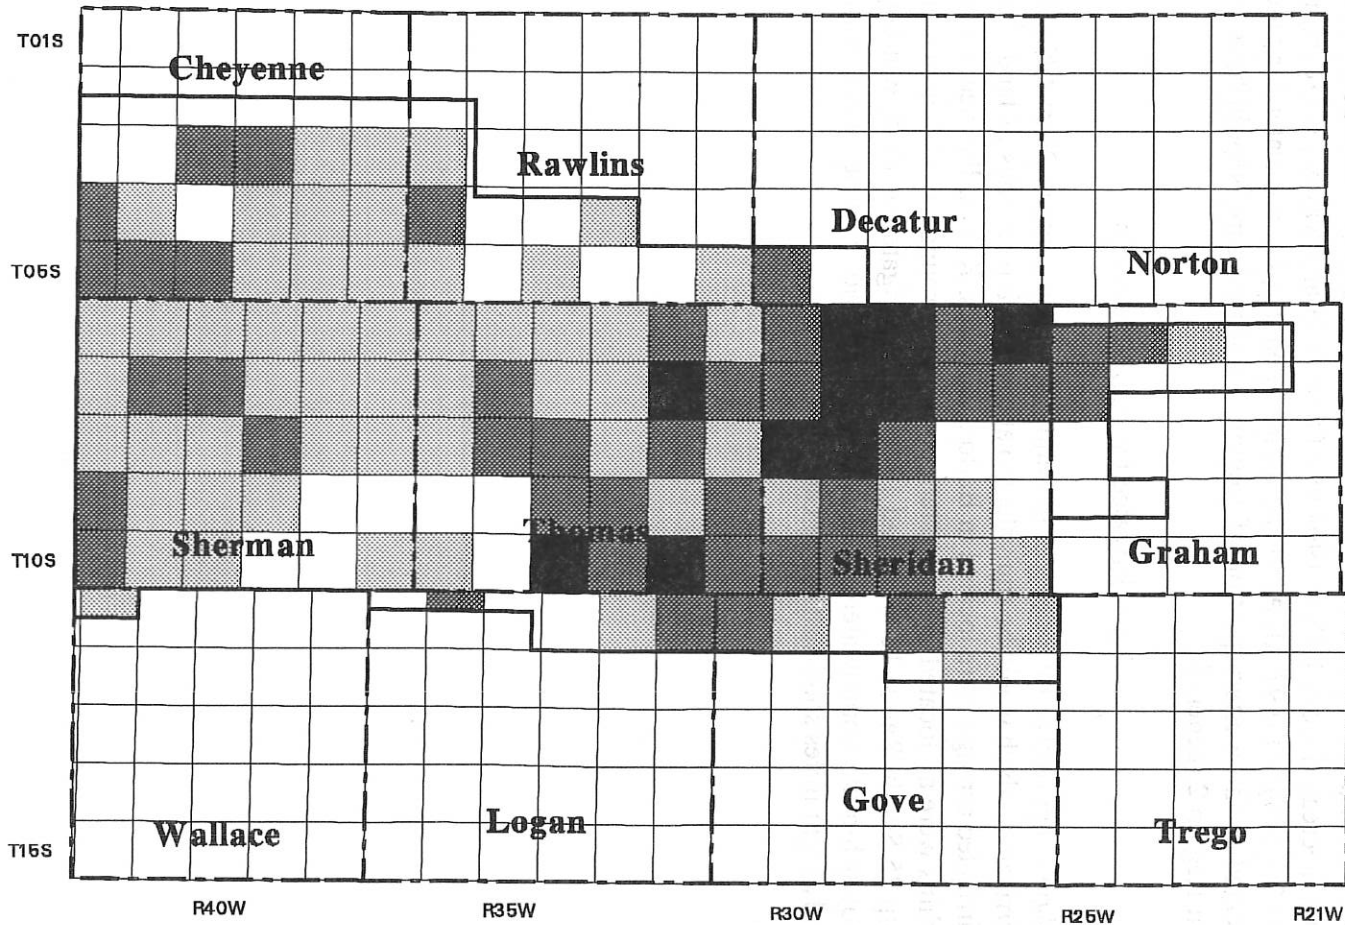 T01S
Cheyenne
Rawlins
Decatur
Norton
T05S
Thomas
Sherman
Sheridan
Graham
T10S
Gove
Logan
Wallace
Trego
T15S
R40W
R35W
R30W
R25W
R21W